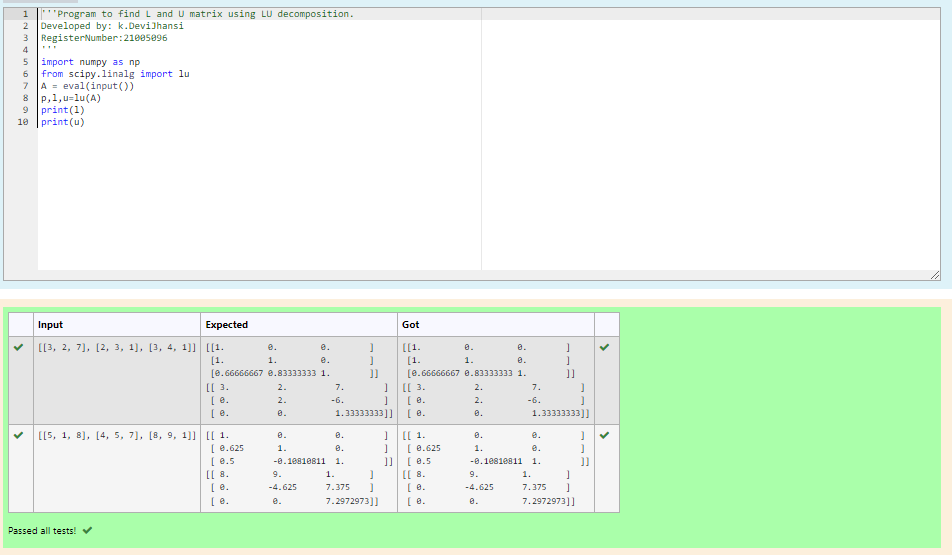 1 '''Program to find L and U matrix using LU decomposition.
2 Developed by: k.DeviJhansi
3 RegisterNumber:21005096
4 '''
5 import numpy as np
6 from scipy.linalg import lu
7 A = eval(input())
8 p,l,u=lu(A)
9 print(l)
10 print(u)
Input Expected Got
[[3, 2, 7], [2, 3, 1], [3, 4, 1]] [[1. 0. 0. ] [[1. 0. 0. ]
[1. 1. 0. ] [1. 1. 0. ]
[0.66666667 0.83333333 1. ]] [0.66666667 0.83333333 1. ]]
[[ 3. 2. 7. ] [[ 3. 2. 7. ]
[ 0. 2. -6. ] [ 0. 2. -6. ]
[ 0. 0. 1.33333333]] [ 0. 0. 1.33333333]]
[[5, 1, 8], [4, 5, 7], [8, 9, 1]] [[ 1. 0. 0. ] [[ 1. 0. 0. ]
[ 0.625 1. 0. ] [ 0.625 1. 0. ]
[ 0.5 -0.10810811 1. ]] [ 0.5 -0.10810811 1. ]]
[[ 8. 9. 1. ] [[ 8. 9. 1. ]
[ 0. -4.625 7.375 ] [ 0. -4.625 7.375 ]
[ 0. 0. 7.2972973]] [ 0. 0. 7.2972973]]
Passed all tests!